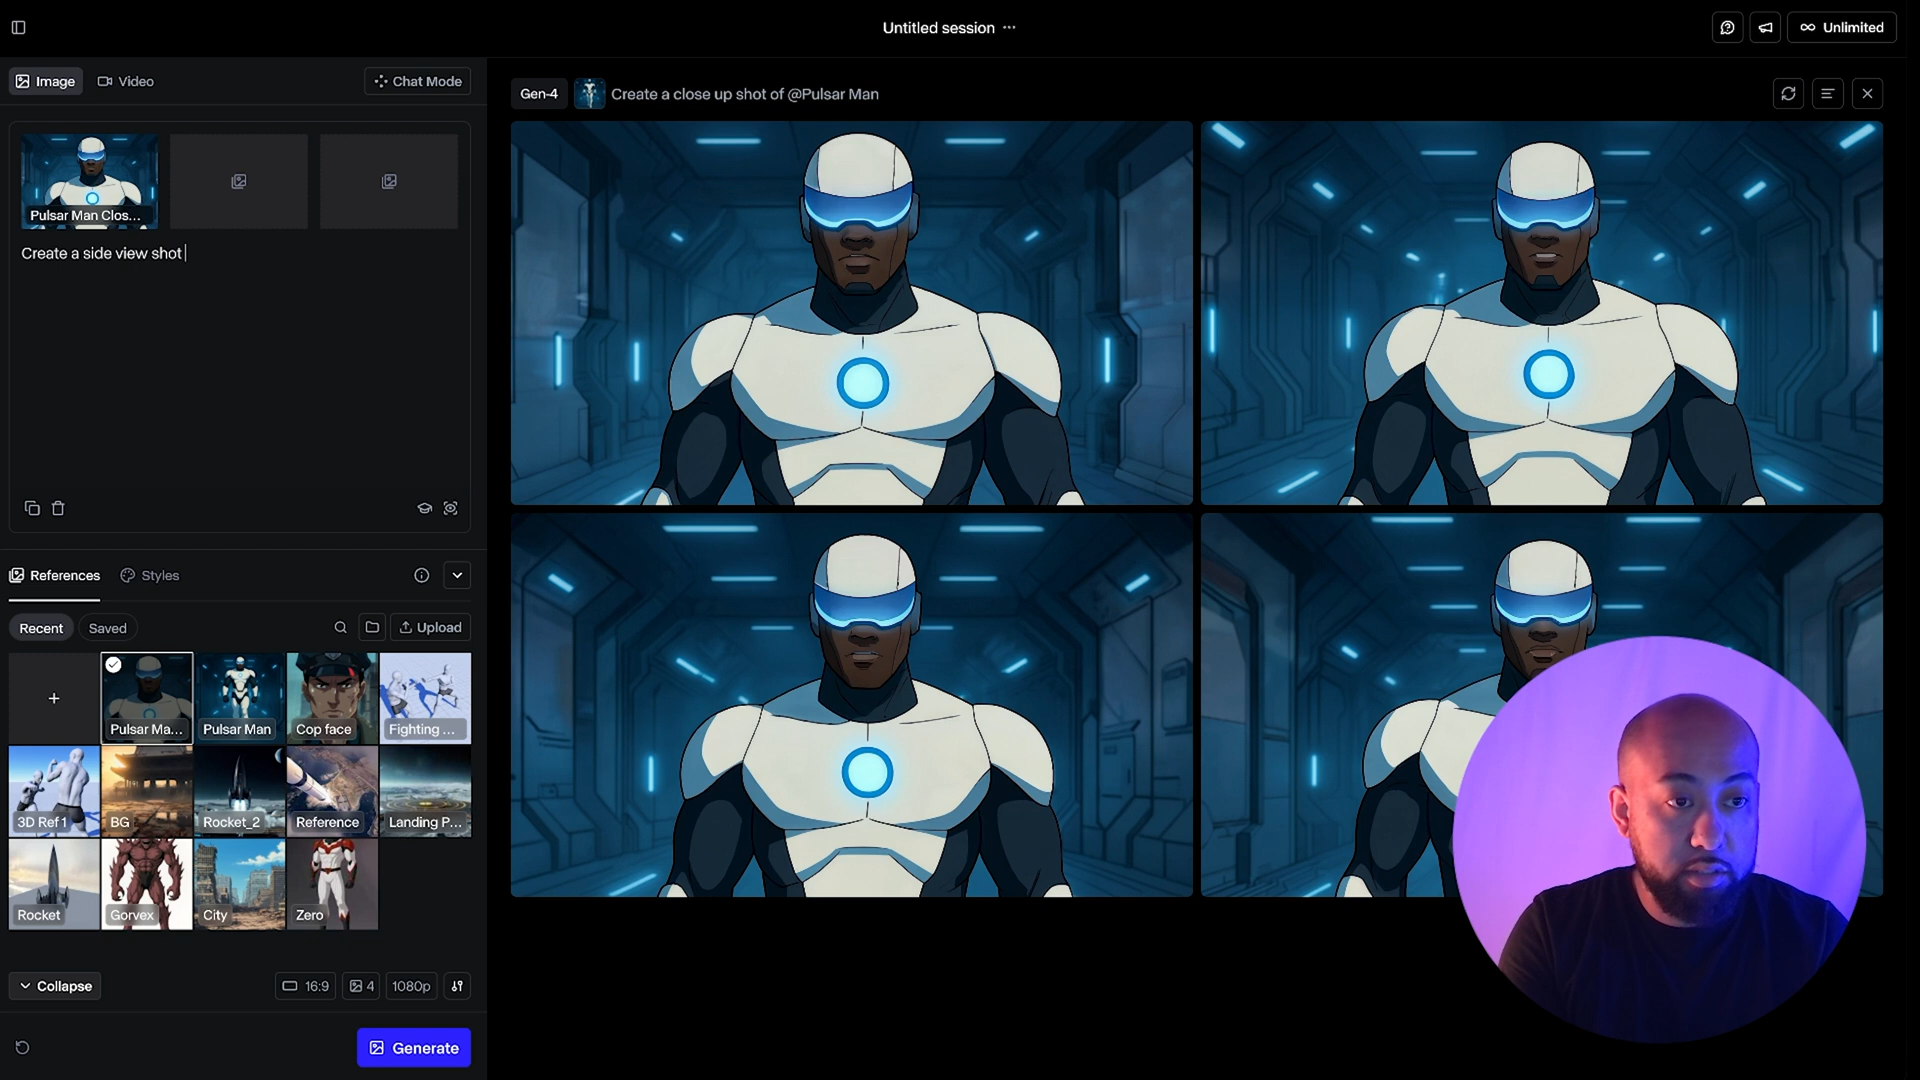 Untitled session
Unlimited
Image
Video
Chat Mode
Gen-4
Create a close up shot of @Pulsar Man
Pulsar Man Clos...
Create a side view shot
References
Styles
Recent
Saved
Upload
Pulsar Ma...
Pulsar Man
Cop face
Fighting ...
3D Ref 1
BG
Rocket_2
Reference
Landing P...
Rocket
Gorvex
City
Zero
Collapse
16:9
4
1080p
Generate